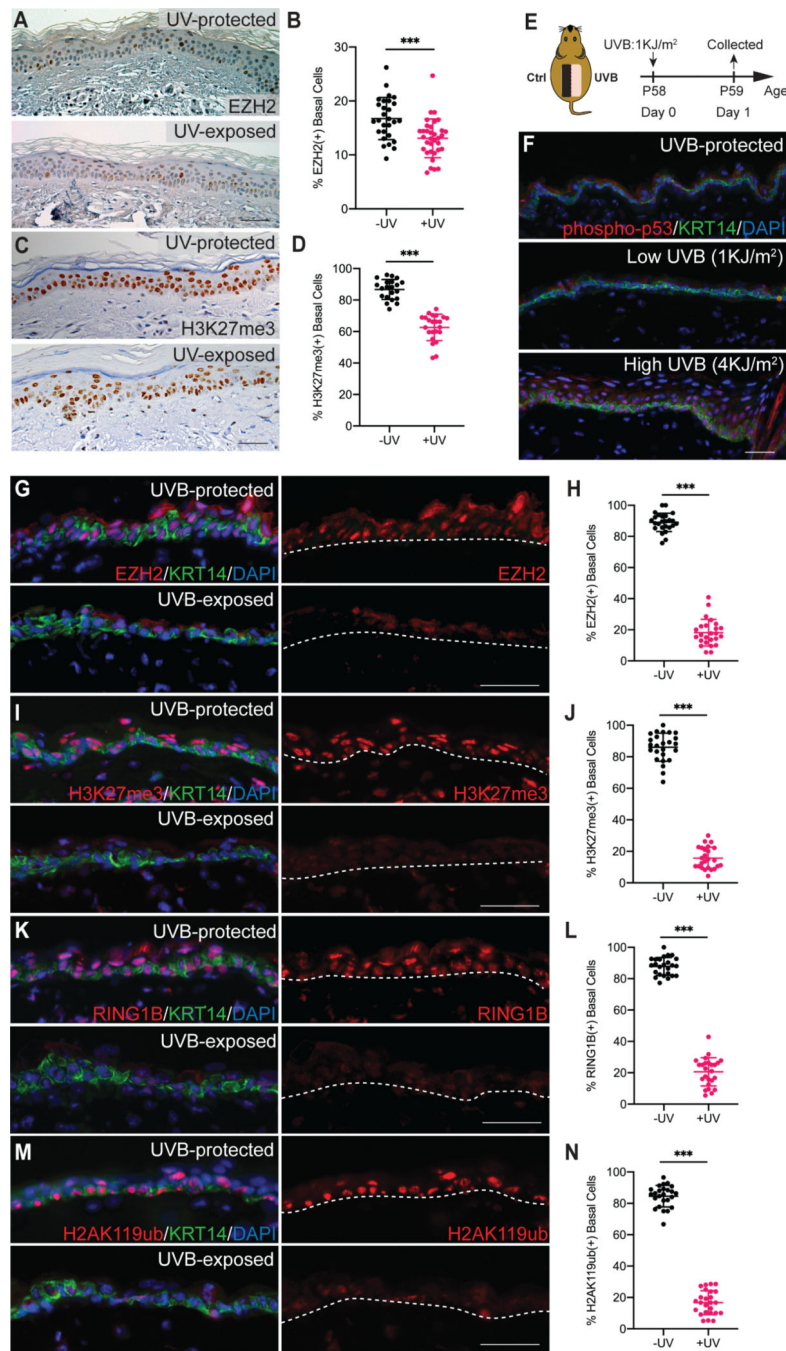 A
UV-protected
EZH2
UV-exposed
B
% EZH2(+) Basal Cells
30
20
10
0
***
-UV
+UV
C
UV-protected
H3K27me3
UV-exposed
D
% H3K27me3(+) Basal Cells
100
80
60
40
20
0
***
-UV
+UV
E
Ctrl
UVB
UVB:1KJ/m²
Collected
P58
P59
Age
Day 0
Day 1
F
UVB-protected
phospho-p53/KRT14/DAPI
Low UVB (1KJ/m²)
High UVB (4KJ/m²)
G
UVB-protected
EZH2/KRT14/DAPI
EZH2
UVB-exposed
H
% EZH2(+) Basal Cells
100
80
60
40
20
0
***
-UV
+UV
I
UVB-protected
H3K27me3/KRT14/DAPI
H3K27me3
UVB-exposed
J
% H3K27me3(+) Basal Cells
100
80
60
40
20
0
***
-UV
+UV
K
UVB-protected
RING1B/KRT14/DAPI
RING1B
UVB-exposed
L
% RING1B(+) Basal Cells
100
80
60
40
20
0
***
-UV
+UV
M
UVB-protected
H2AK119ub/KRT14/DAPI
H2AK119ub
UVB-exposed
N
% H2AK119ub(+) Basal Cells
100
80
60
40
20
0
***
-UV
+UV